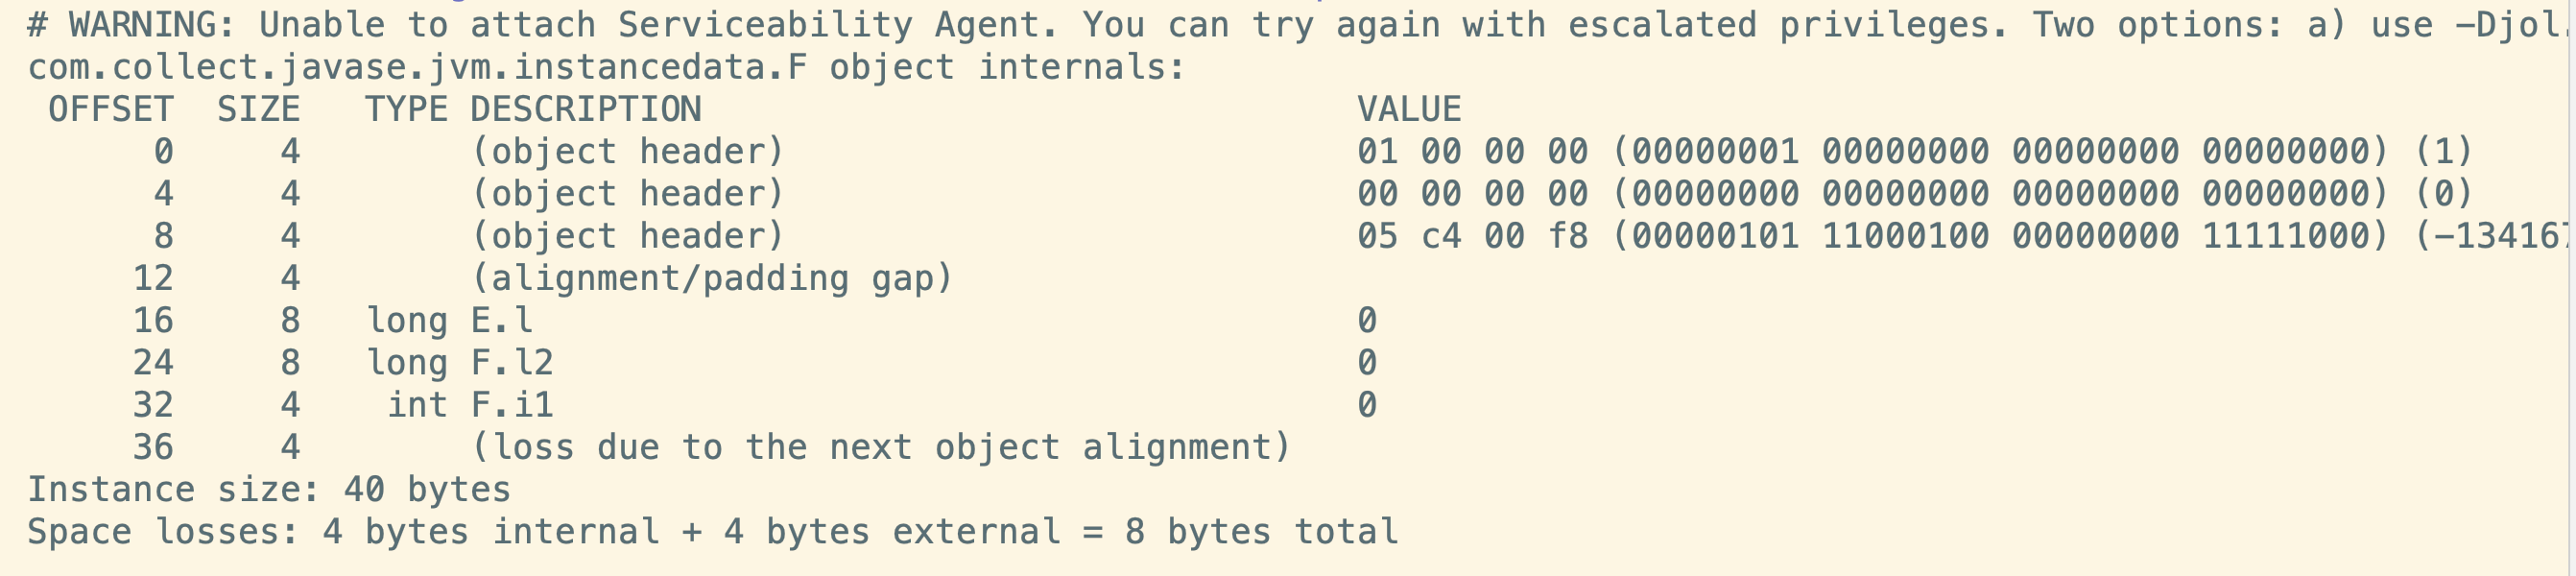 # WARNING: Unable to attach Serviceability Agent. You can try again with escalated privileges. Two options: a) use -Djol.
com.collect.javase.jvm.instancedata.F object internals:
OFFSET SIZE TYPE DESCRIPTION VALUE
0 4 (object header) 01 00 00 00 (00000001 00000000 00000000 00000000) (1)
4 4 (object header) 00 00 00 00 (00000000 00000000 00000000 00000000) (0)
8 4 (object header) 05 c4 00 f8 (00000101 11000100 00000000 11111000) (-134167
12 4 (alignment/padding gap)
16 8 long E.l 0
24 8 long F.l2 0
32 4 int F.i1 0
36 4 (loss due to the next object alignment)
Instance size: 40 bytes
Space losses: 4 bytes internal + 4 bytes external = 8 bytes total